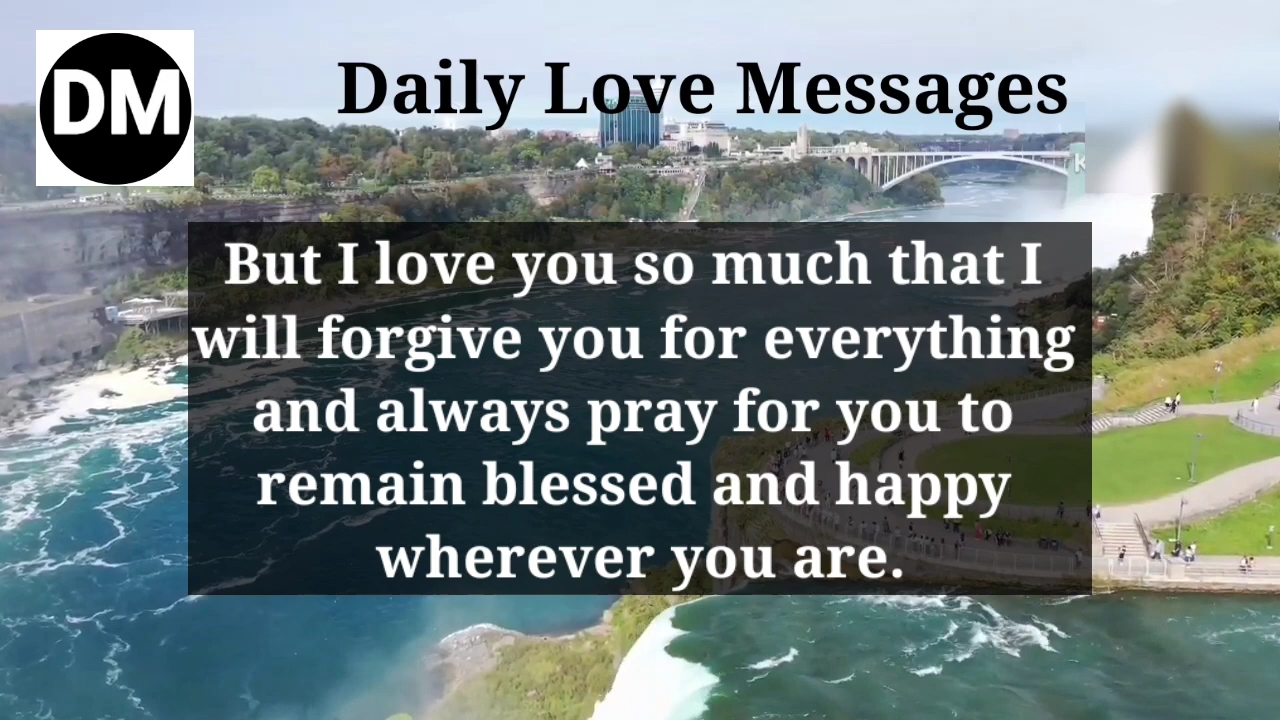 DM
Daily Love Messages
K
But I love you so much that I
will forgive you for everything
and always pray for you to
remain blessed and happy
wherever you are.